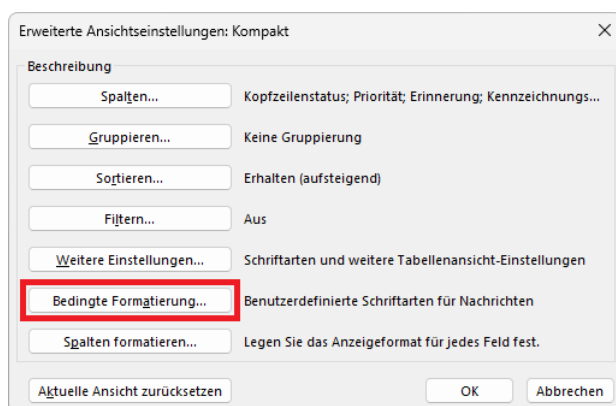 Erweiterte Ansichtseinstellungen: Kompakt
Beschreibung
Spalten... Kopfzeilenstatus; Priorität; Erinnerung; Kennzeichnungs...
Gruppieren... Keine Gruppierung
Sortieren... Erhalten (aufsteigend)
Filtern... Aus
Weitere Einstellungen... Schriftarten und weitere Tabellenansicht-Einstellungen
Bedingte Formatierung... Benutzerdefinierte Schriftarten für Nachrichten
Spalten formatieren... Legen Sie das Anzeigeformat für jedes Feld fest.
Aktuelle Ansicht zurücksetzen OK Abbrechen